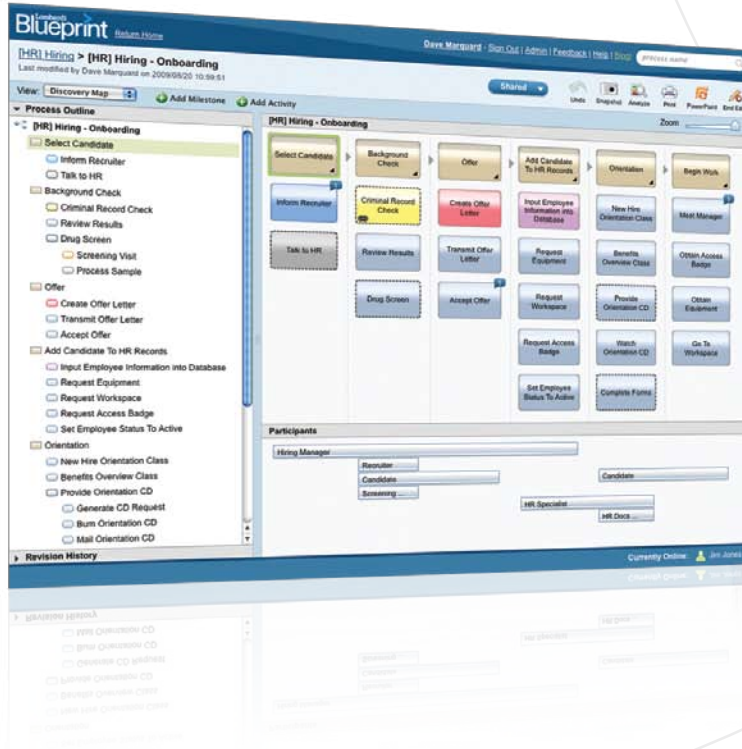 Lombardi
Blueprint Return Home
Dave Marquard - Sign Out | Admin | Feedback | Help | Blog process name
[HR] Hiring > [HR] Hiring - Onboarding
Last modified by Dave Marquard on 2009/08/20 10:59:51
Shared
Undo Snapshot Analyze Print PowerPoint
View: Discovery Map Add Milestone Add Activity
Zoom
Process Outline
[HR] Hiring - Onboarding
Select Candidate
Inform Recruiter
Talk to HR
Background Check
Criminal Record Check
Review Results
Drug Screen
Screening Visit
Process Sample
Offer
Create Offer Letter
Transmit Offer Letter
Accept Offer
Add Candidate To HR Records
Input Employee Information into Database
Request Equipment
Request Workspace
Request Access Badge
Set Employee Status To Active
Orientation
New Hire Orientation Class
Benefits Overview Class
Provide Orientation CD
Generate CD Request
Burn Orientation CD
Mail Orientation CD
Revision History
[HR] Hiring - Onboarding
Select Candidate
Inform Recruiter
Talk to HR
Background
Check
Criminal Record
Check
Review Results
Drug Screen
Offer
Create Offer
Letter
Transmit Offer
Letter
Accept Offer
Add Candidate
To HR Records
Input Employee
Information into
Database
Request
Equipment
Request
Workspace
Request Access
Badge
Set Employee
Status To Active
Orientation
New Hire
Orientation Class
Benefits
Overview Class
Provide
Orientation CD
Watch
Orientation CD
Complete Forms
Begin Work
Meet Manager
Obtain Access
Badge
Obtain
Equipment
Go To
Workspace
Participants
Hiring Manager
Recruiter
Candidate
Candidate
Screening ...
HR Specialist
HR Docs ...
Currently Online: Jim Jones